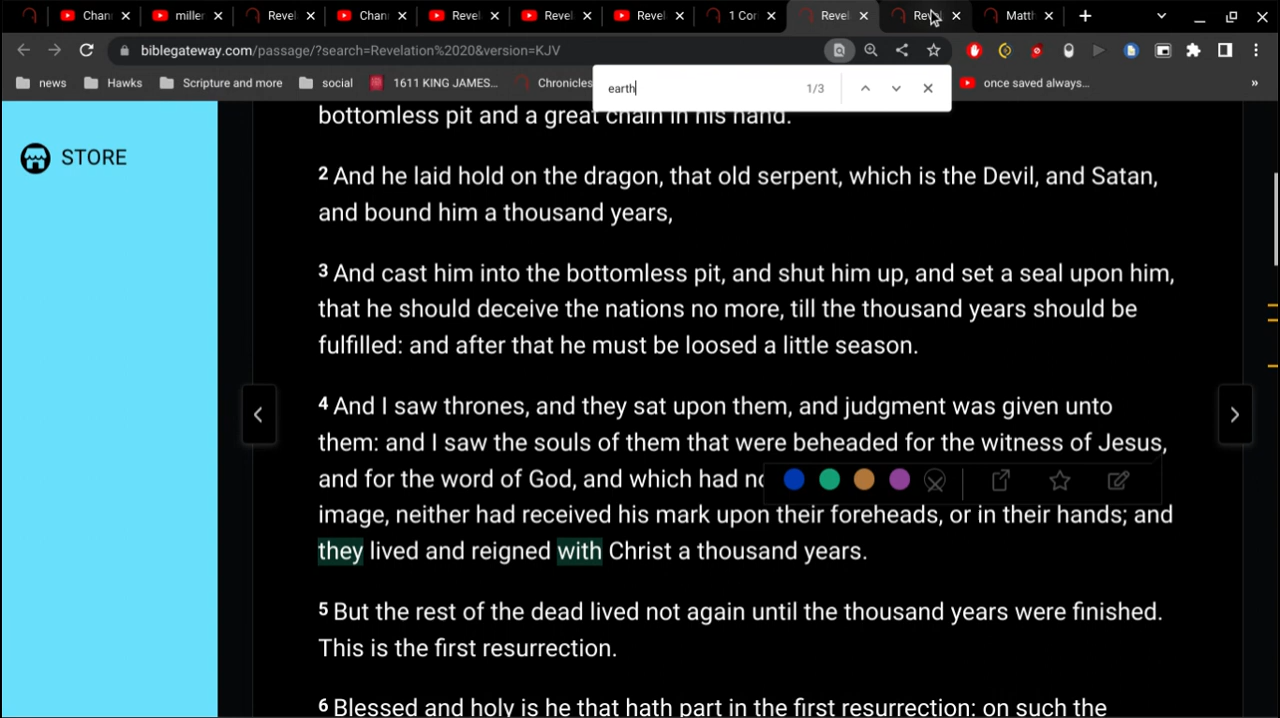 Chan
miller
Revel
Chan
Revel
Revel
Revel
1 Cor
Revel
Rev
Matth
biblegateway.com/passage/?search=Revelation%2020&version=KJV
news
Hawks
Scripture and more
social
1611 KING JAMES...
Chronicles
once saved always...
»
earth
1/3
STORE
bottomless pit and a great chain in his hand.
2 And he laid hold on the dragon, that old serpent, which is the Devil, and Satan,
and bound him a thousand years,
3 And cast him into the bottomless pit, and shut him up, and set a seal upon him,
that he should deceive the nations no more, till the thousand years should be
fulfilled: and after that he must be loosed a little season.
4 And I saw thrones, and they sat upon them, and judgment was given unto
them: and I saw the souls of them that were beheaded for the witness of Jesus,
and for the word of God, and which had no
image, neither had received his mark upon their foreheads, or in their hands; and
they lived and reigned with Christ a thousand years.
5 But the rest of the dead lived not again until the thousand years were finished.
This is the first resurrection.
6 Blessed and holy is he that hath part in the first resurrection: on such the